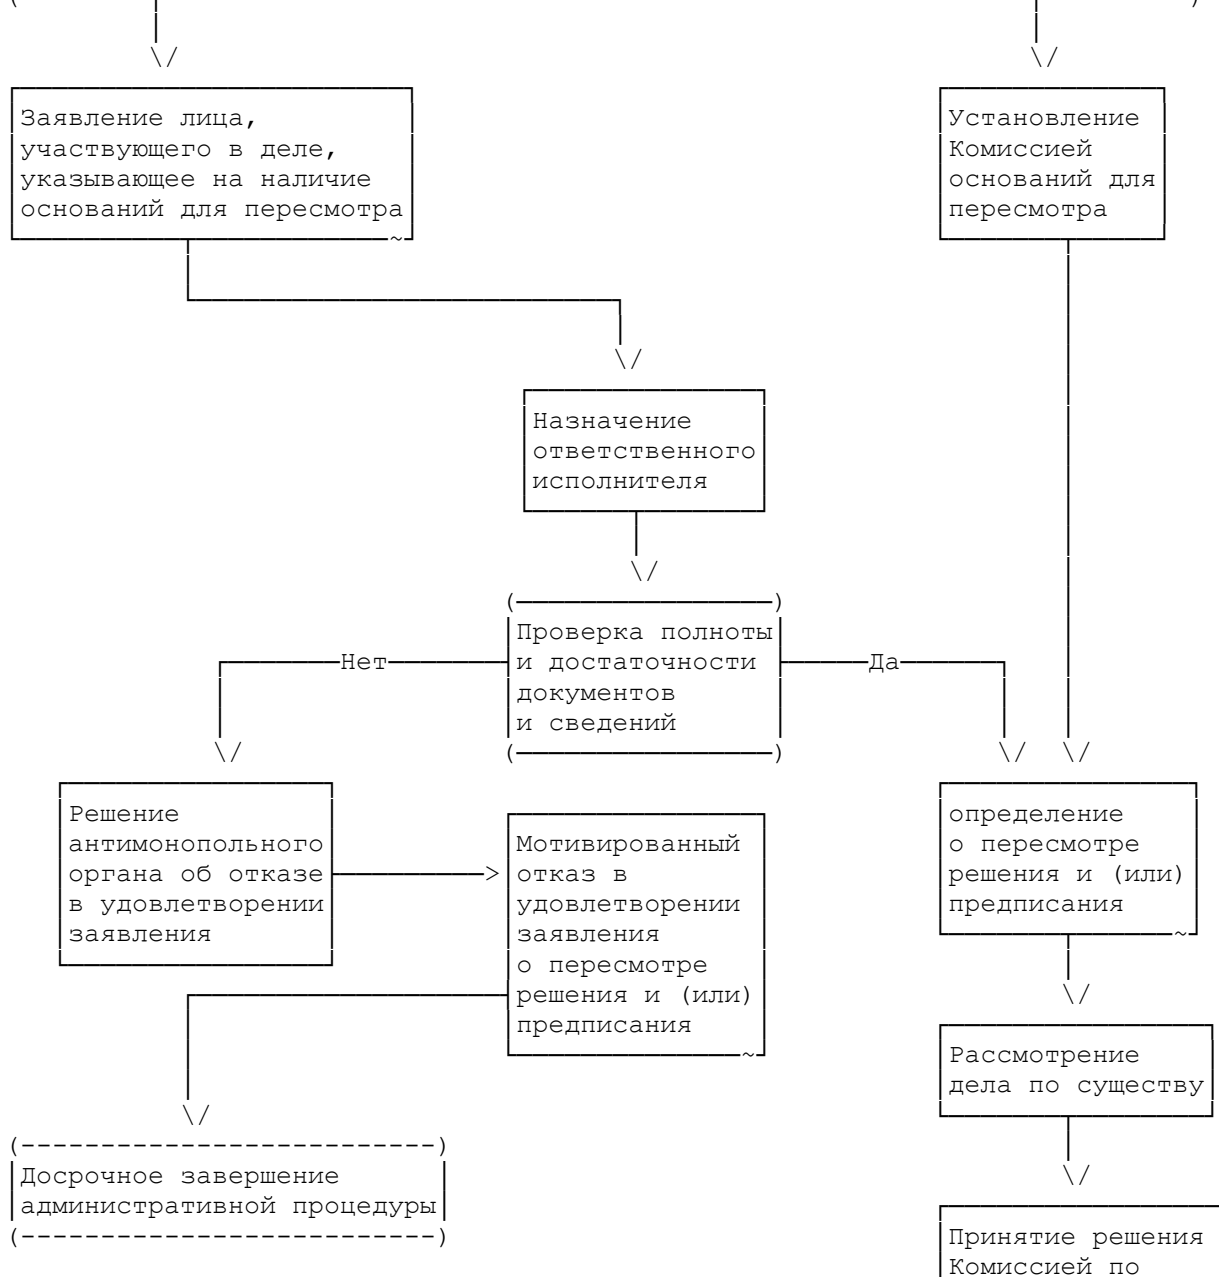 Заявление лица,
участвующего в деле,
указывающее на наличие
оснований для пересмотра
Установление
Комиссией
оснований для
пересмотра
Назначение
ответственного
исполнителя
Проверка полноты
и достаточности
документов
и сведений
Нет
Да
Решение
антимонопольного
органа об отказе
в удовлетворении
заявления
Мотивированный
отказ в
удовлетворении
заявления
о пересмотре
решения и (или)
предписания
определение
о пересмотре
решения и (или)
предписания
Рассмотрение
дела по существу
Досрочное завершение
административной процедуры
Принятие решения
Комиссией по